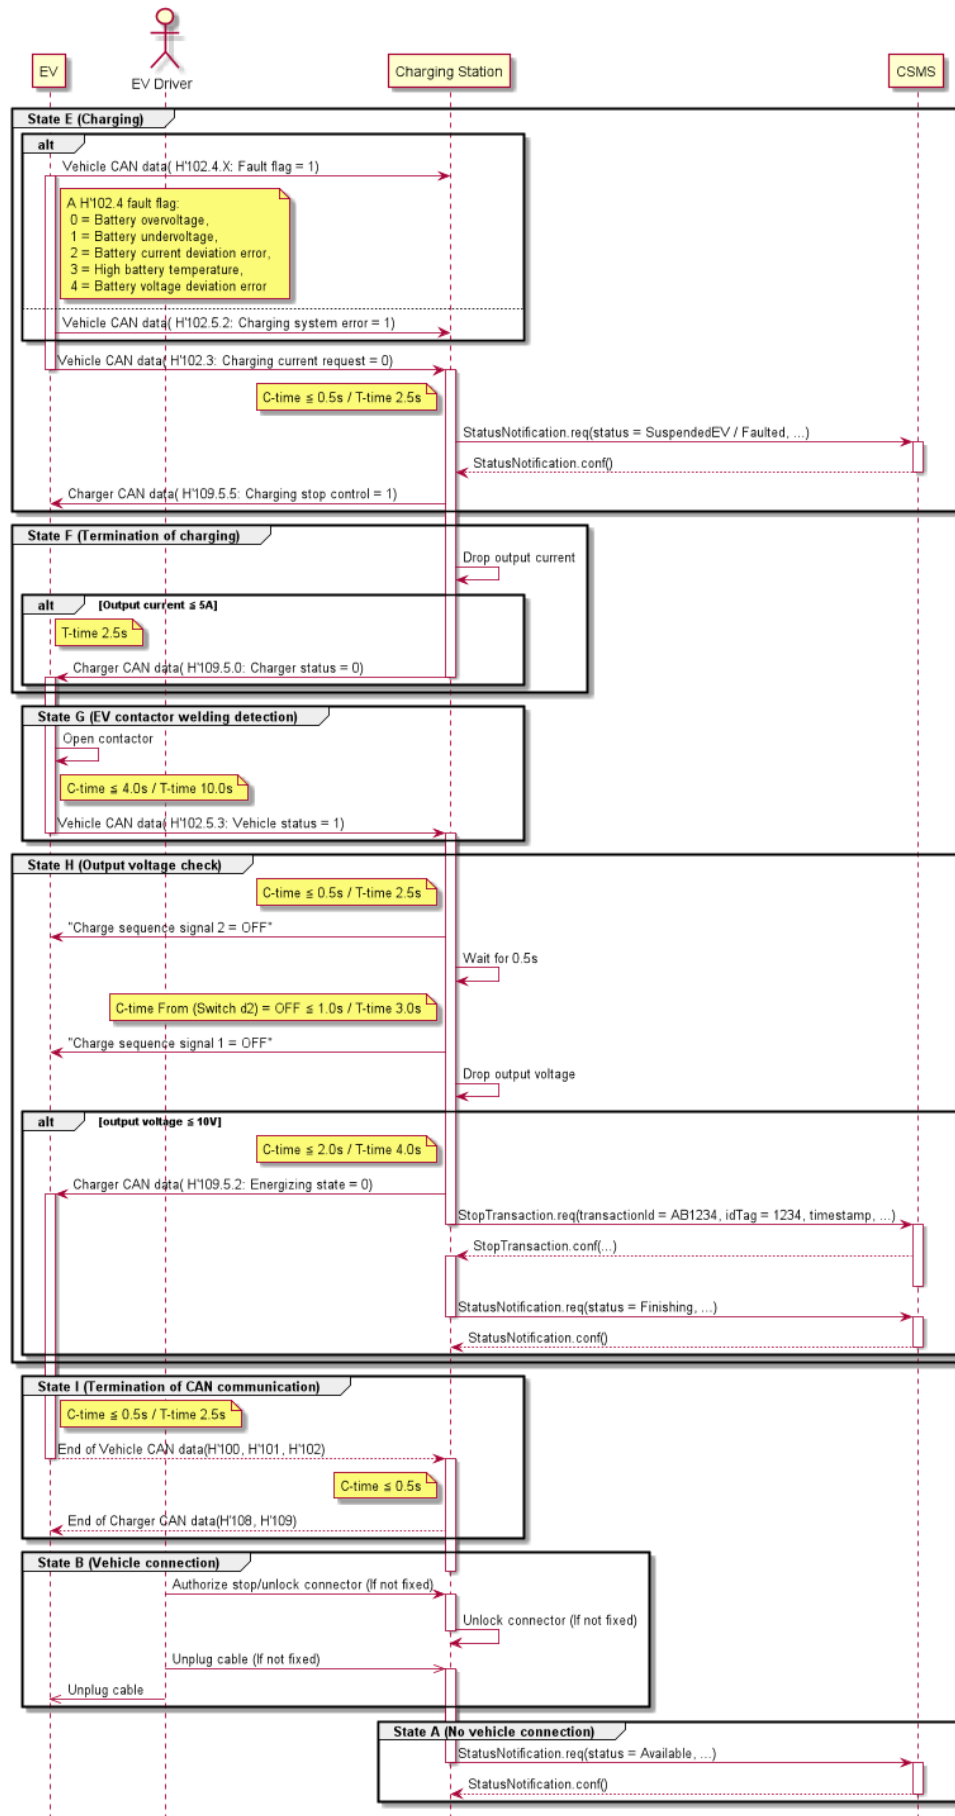 EV
EV Driver
Charging Station
CSMS
State E (Charging)
alt
Vehicle CAN data( H'102.4.X: Fault flag = 1)
A H'102.4 fault flag:
0 = Battery overvoltage,
1 = Battery undervoltage,
2 = Battery current deviation error,
3 = High battery temperature,
4 = Battery voltage deviation error
Vehicle CAN data( H'102.5.2: Charging system error = 1)
Vehicle CAN data( H'102.3: Charging current request = 0)
C-time ≦ 0.5s / T-time 2.5s
StatusNotification.req(status = SuspendedEV / Faulted, ...)
StatusNotification.conf()
Charger CAN data( H'109.5.5: Charging stop control = 1)
State F (Termination of charging)
Drop output current
alt
[Output current ≦ 5A]
T-time 2.5s
Charger CAN data( H'109.5.0: Charger status = 0)
State G (EV contactor welding detection)
Open contactor
C-time ≦ 4.0s / T-time 10.0s
Vehicle CAN data( H'102.5.3: Vehicle status = 1)
State H (Output voltage check)
C-time ≦ 0.5s / T-time 2.5s
"Charge sequence signal 2 = OFF"
Wait for 0.5s
C-time From (Switch d2) = OFF ≦ 1.0s / T-time 3.0s
"Charge sequence signal 1 = OFF"
Drop output voltage
alt
[output voltage ≦ 10V]
C-time ≦ 2.0s / T-time 4.0s
Charger CAN data( H'109.5.2: Energizing state = 0)
StopTransaction.req(transactionId = AB1234, idTag = 1234, timestamp, ...)
StopTransaction.conf(...)
StatusNotification.req(status = Finishing, ...)
StatusNotification.conf()
State I (Termination of CAN communication)
C-time ≦ 0.5s / T-time 2.5s
End of Vehicle CAN data(H'100, H'101, H'102)
C-time ≦ 0.5s
End of Charger CAN data(H'108, H'109)
State B (Vehicle connection)
Authorize stop/unlock connector (If not fixed)
Unlock connector (If not fixed)
Unplug cable (If not fixed)
Unplug cable
State A (No vehicle connection)
StatusNotification.req(status = Available, ...)
StatusNotification.conf()